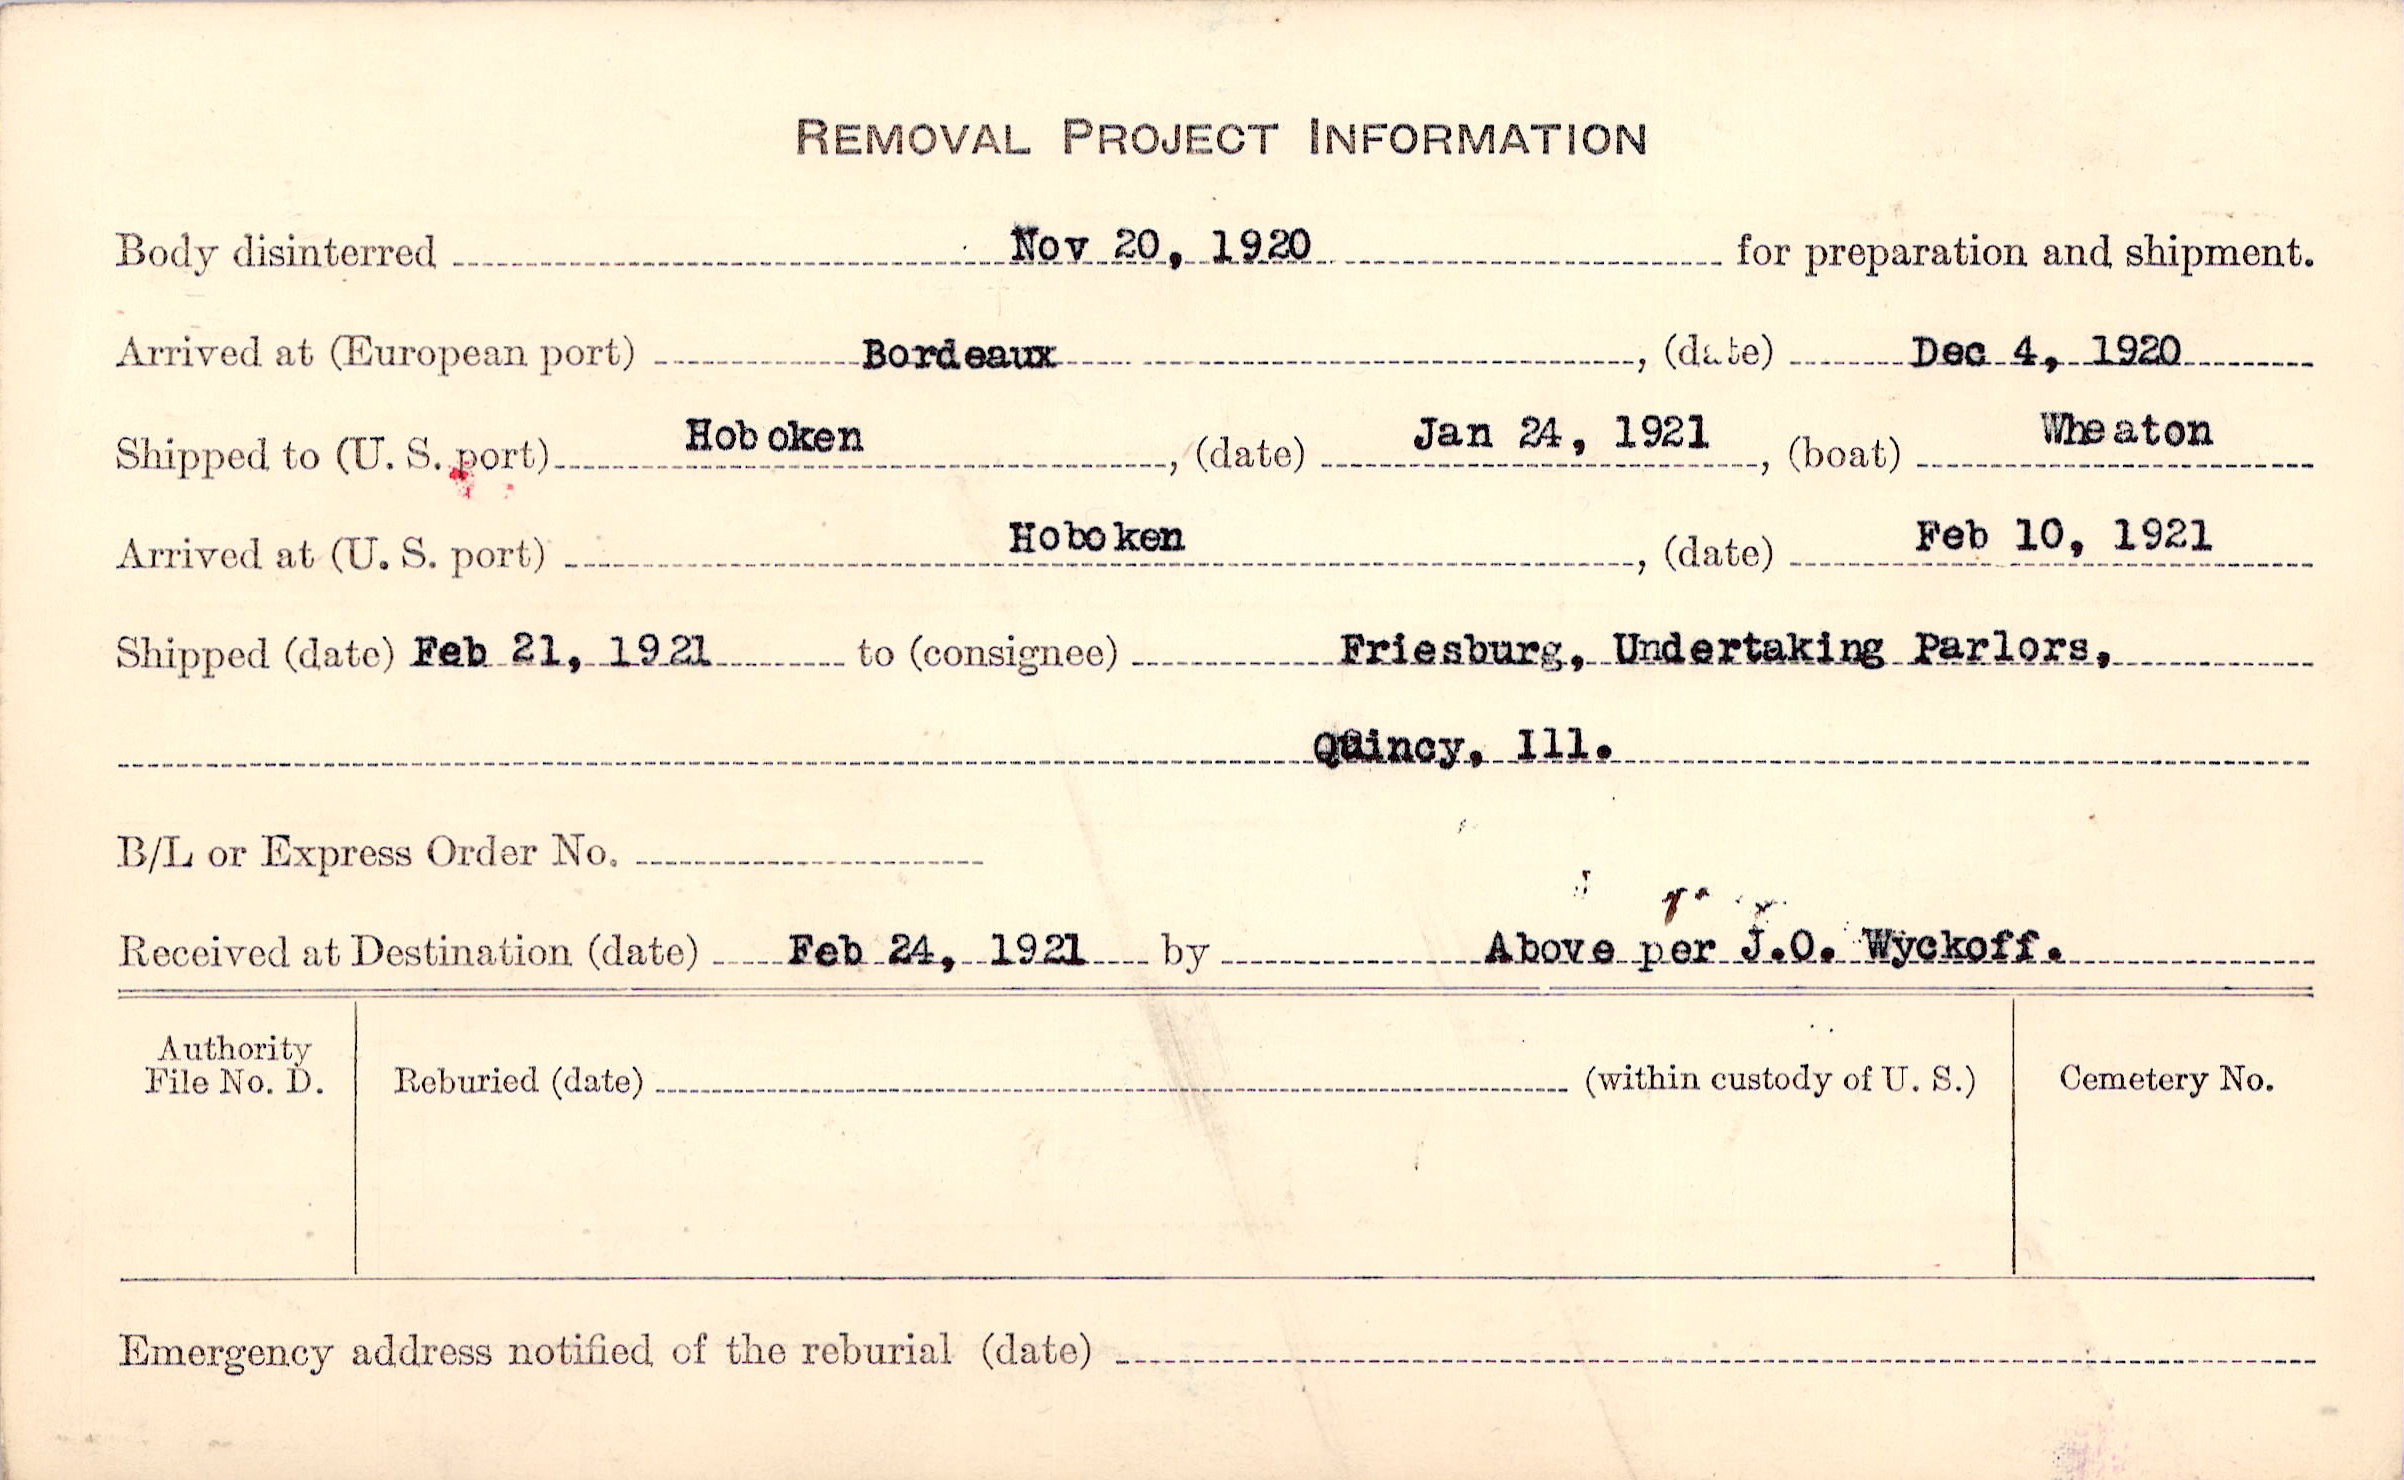 REMOVAL PROJECT INFORMATION
Body disinterred Nov 20, 1920 for preparation and shipment.
Arrived at (European port) Bordeaux, (date) Dec 4, 1920
Shipped to (U. S. port) Hoboken, (date) Jan 24, 1921, (boat) Wheaton
Arrived at (U. S. port) Hoboken, (date) Feb 10, 1921
Shipped (date) Feb 21, 1921 to (consignee) Friesburg, Undertaking Parlors,
Quincy, Ill.
B/L or Express Order No.
Received at Destination (date) Feb 24, 1921 by Above per J.O. Wyckoff.
Authority
File No. D.
Reburied (date) (within custody of U. S.)
Cemetery No.
Emergency address notified of the reburial (date)